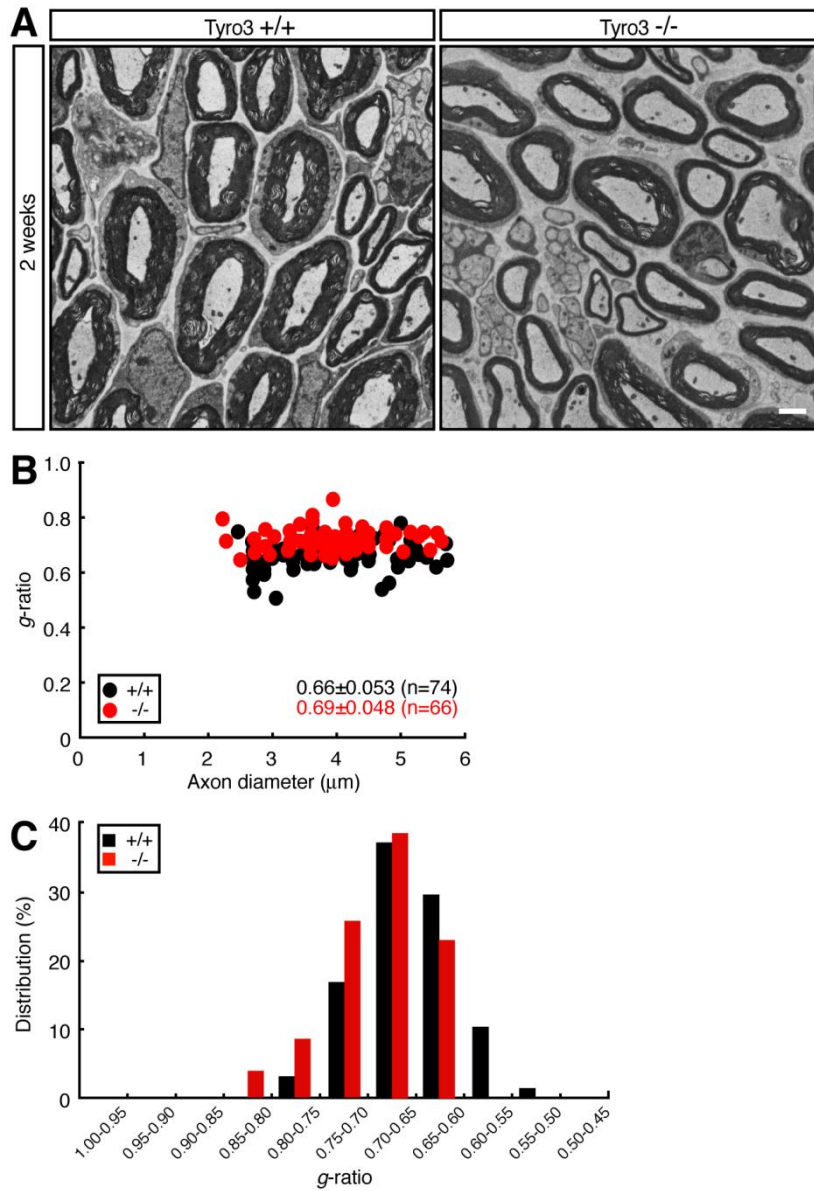 A
Tyro3 +/+
Tyro3 -/-
2 weeks
B
1.0
0.8
0.6
0.4
0.2
0
g-ratio
+/+
-/-
0.66±0.053 (n=74)
0.69±0.048 (n=66)
0 1 2 3 4 5 6
Axon diameter (μm)
C
40
30
20
10
0
Distribution (%)
+/+
-/-
1.00-0.95 0.95-0.90 0.90-0.85 0.85-0.80 0.80-0.75 0.75-0.70 0.70-0.65 0.65-0.60 0.60-0.55 0.55-0.50 0.50-0.45
g-ratio